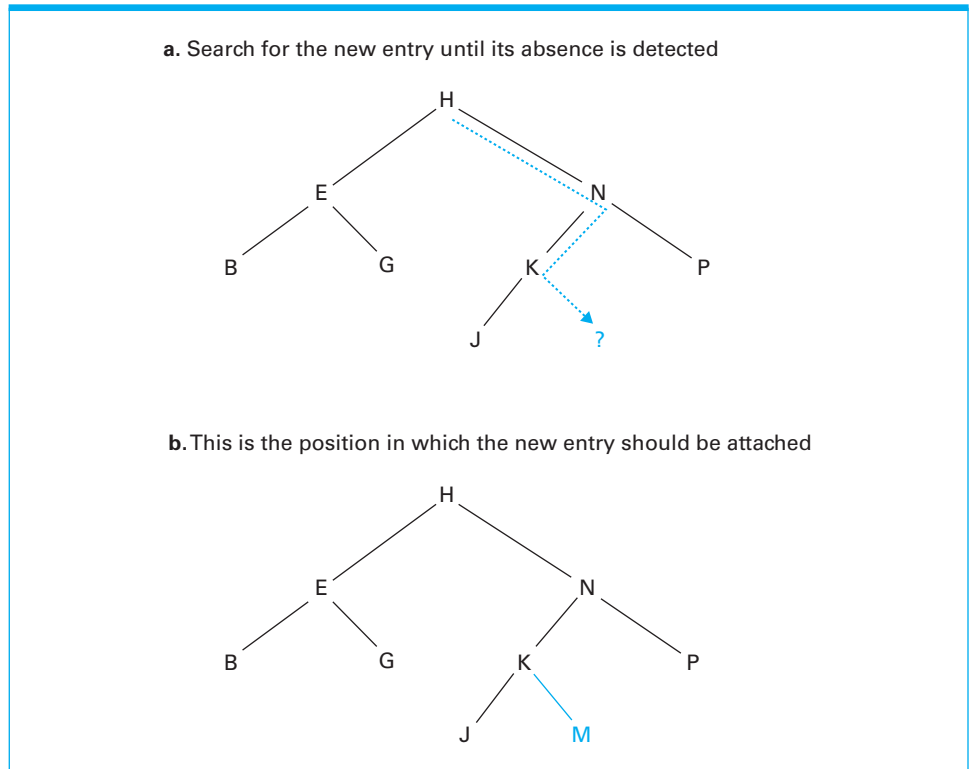 a. Search for the new entry until its absence is detected
H
E N
B G K P
J ?
b. This is the position in which the new entry should be attached
H
E N
B G K P
J M